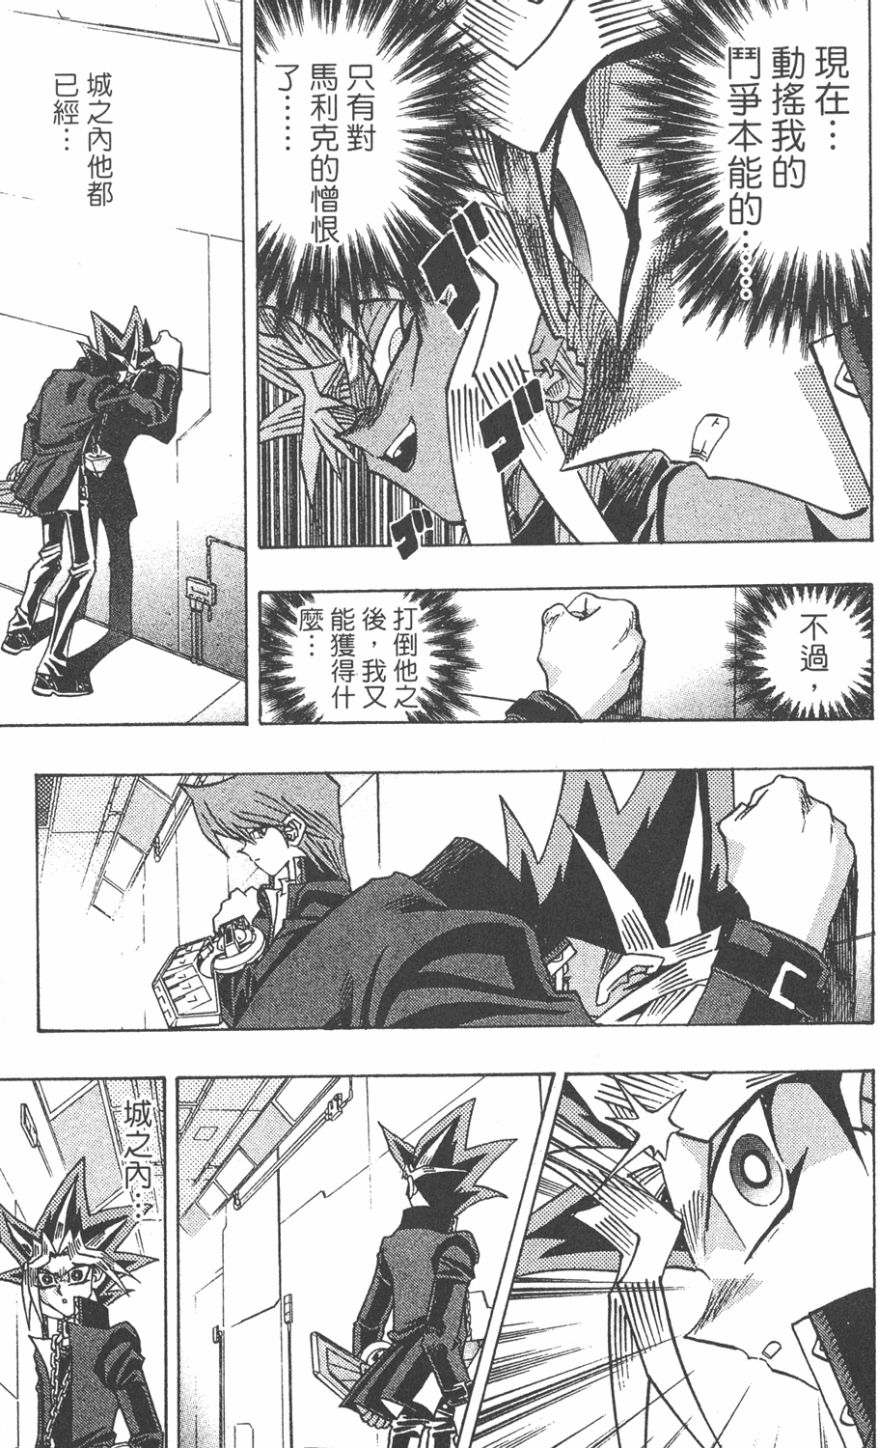 現在…
動搖我的
鬥爭本能的……
只有對
馬利克的憎恨
了……
城之內他都
已經…
不過，
打倒他之
後，我又
能獲得什
麼…
城之內…